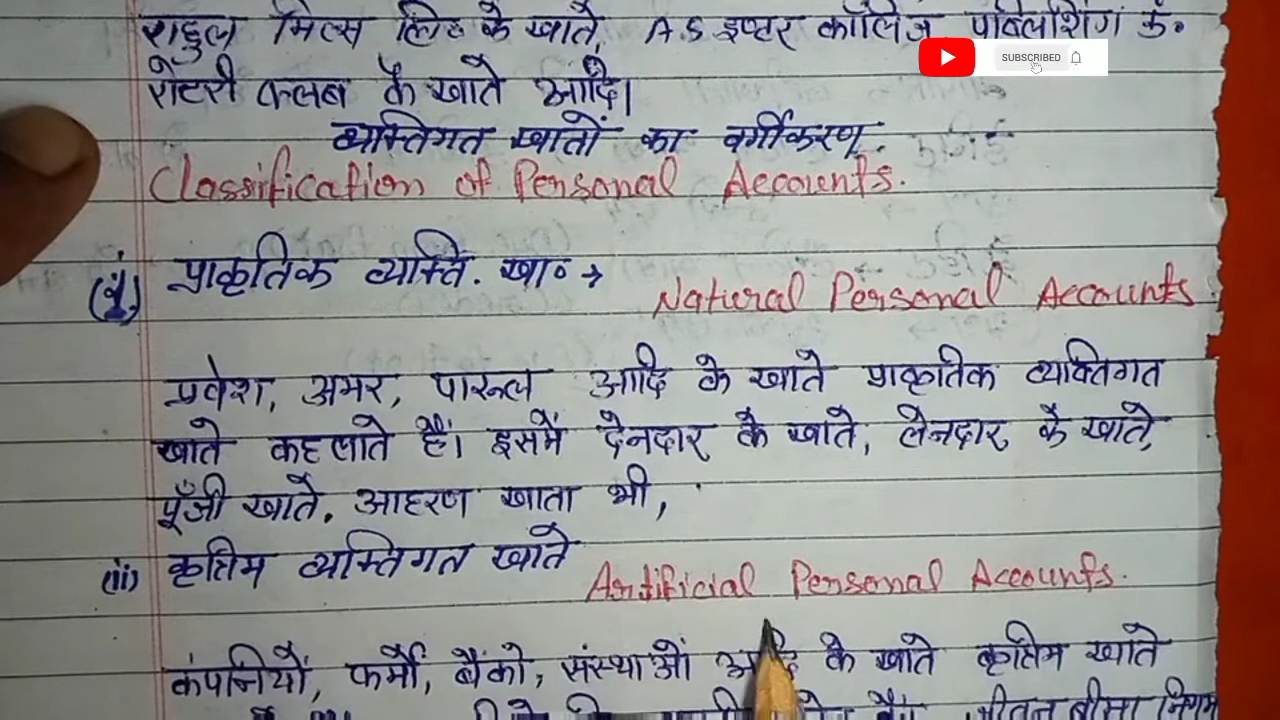 राहुल मिल्स लि० के खाते, A.S इण्टर कॉलिज पब्लिशिंग कं०
SUBSCRIBED
रोटरी क्लब के खाते आदि।
व्यक्तिगत खातों का वर्गीकरण.
Classification of Personal Accounts.
प्राकृतिक व्यक्ति. खा० → Natural Personal Accounts.
प्रवेश, अमर, पारूल आदि के खाते प्राकृतिक व्यक्तिगत
खाते कहलाते हैं। इसमें देनदार के खाते, लेनदार के खाते,
पूँजी खाते, आहरण खाता भी,
(ii) कृत्रिम व्यक्तिगत खाते Artificial Personal Accounts.
कंपनियों, फर्मों, बैंको, संस्थाओं आदि के खाते कृत्रिम खाते
जीवन बीमा निगम